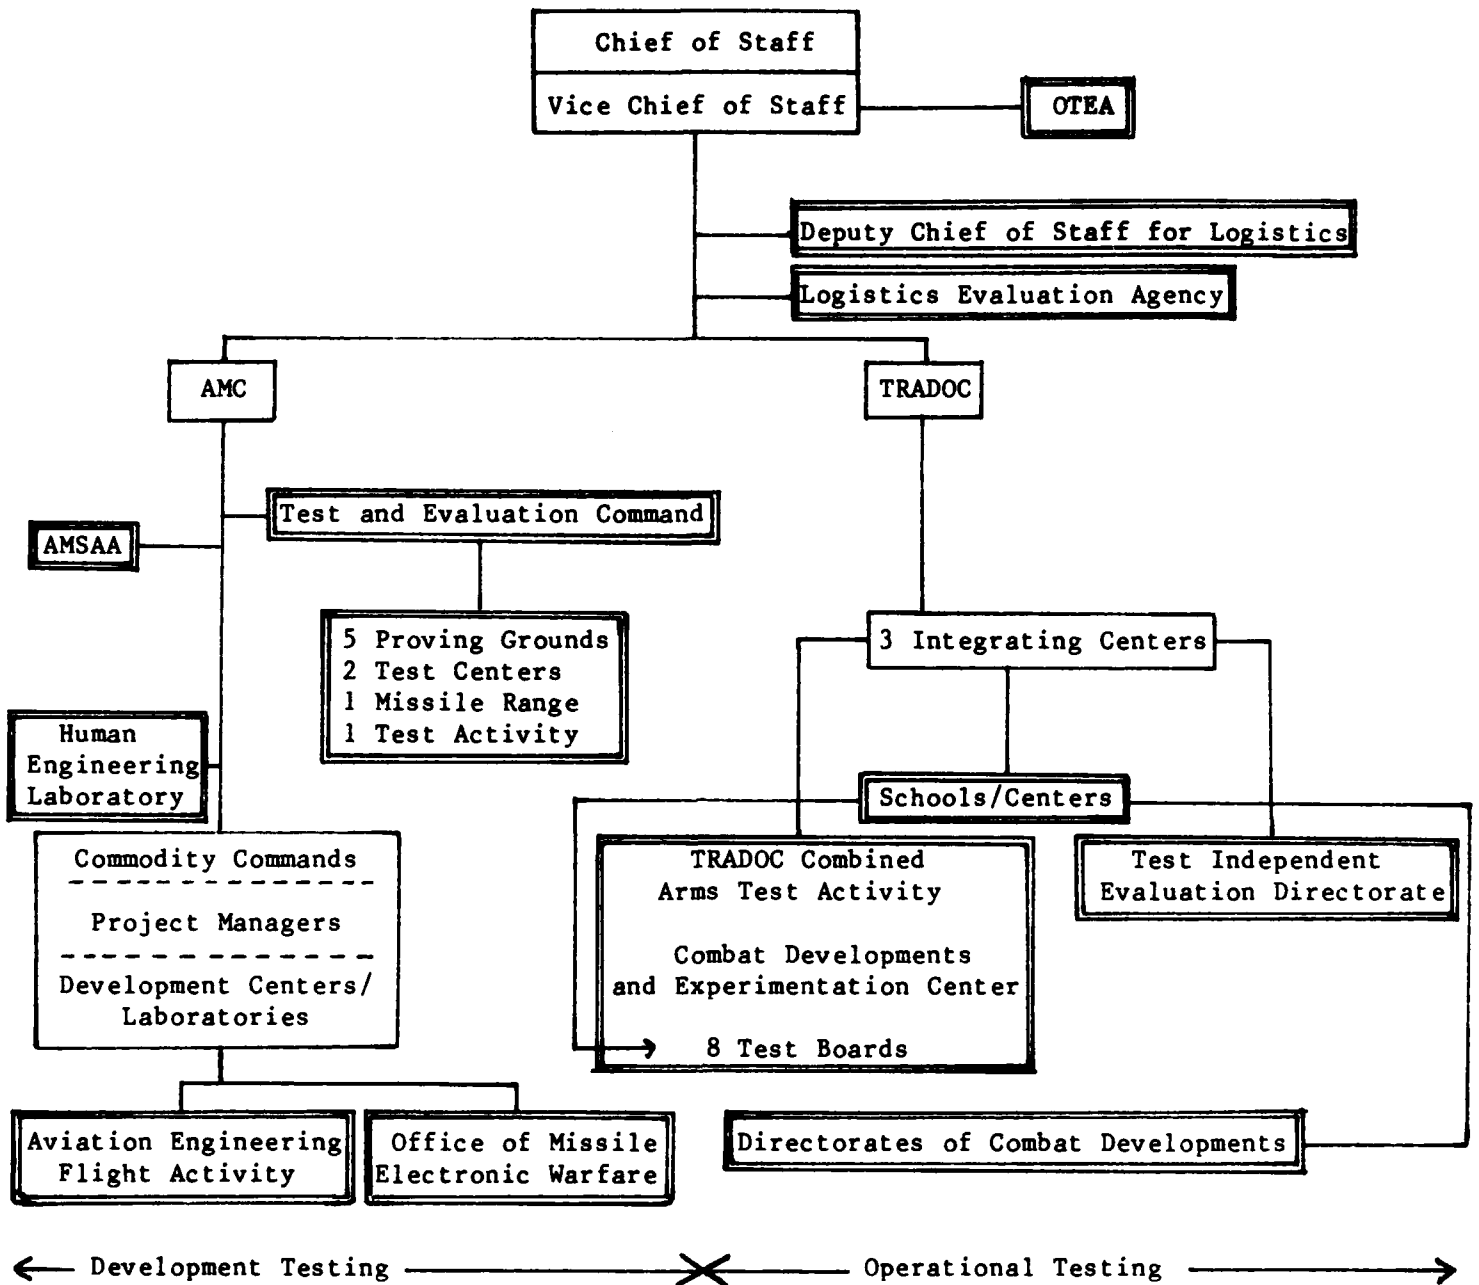 Chief of Staff
Vice Chief of Staff
OTEA
Deputy Chief of Staff for Logistics
Logistics Evaluation Agency
AMC
TRADOC
Test and Evaluation Command
AMSAA
5 Proving Grounds
2 Test Centers
1 Missile Range
1 Test Activity
3 Integrating Centers
Human
Engineering
Laboratory
Schools/Centers
Commodity Commands
Project Managers
Development Centers/
Laboratories
TRADOC Combined
Arms Test Activity
Combat Developments
and Experimentation Center
8 Test Boards
Test Independent
Evaluation Directorate
Aviation Engineering
Flight Activity
Office of Missile
Electronic Warfare
Directorates of Combat Developments
Development Testing
Operational Testing